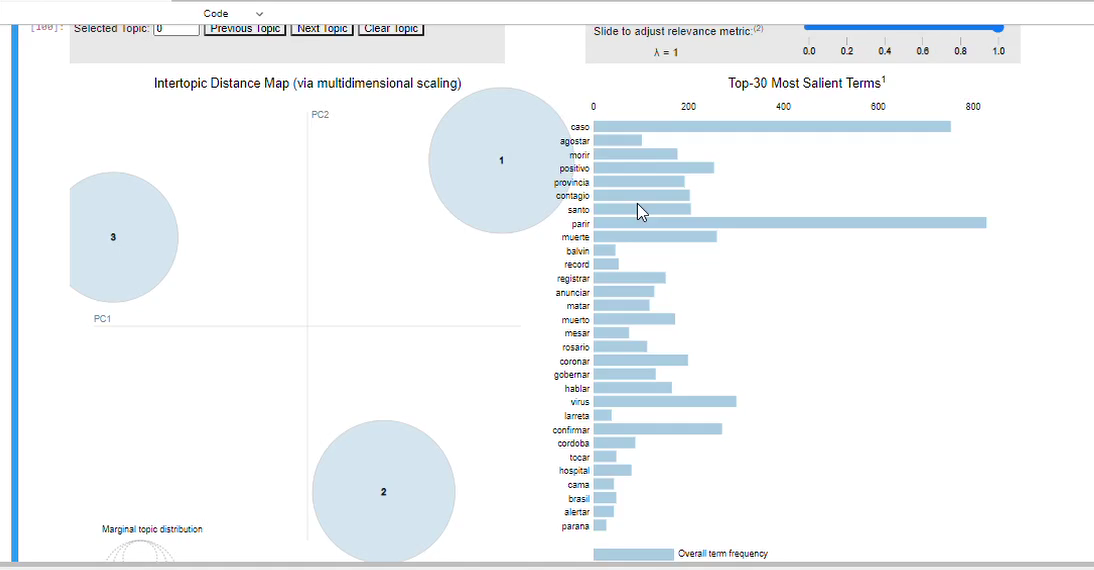 Code
[100]: Selected Topic: 0 Previous Topic Next Topic Clear Topic
Slide to adjust relevance metric:(2)
λ = 1
0.0 0.2 0.4 0.6 0.8 1.0
Intertopic Distance Map (via multidimensional scaling)
PC2
1
3
PC1
2
Marginal topic distribution
Top-30 Most Salient Terms1
0 200 400 600 800
caso
agostar
morir
positivo
provincia
contagio
santo
parir
muerte
balvin
record
registrar
anunciar
matar
muerto
mesar
rosario
coronar
gobernar
hablar
virus
larreta
confirmar
cordoba
tocar
hospital
cama
brasil
alertar
parana
Overall term frequency